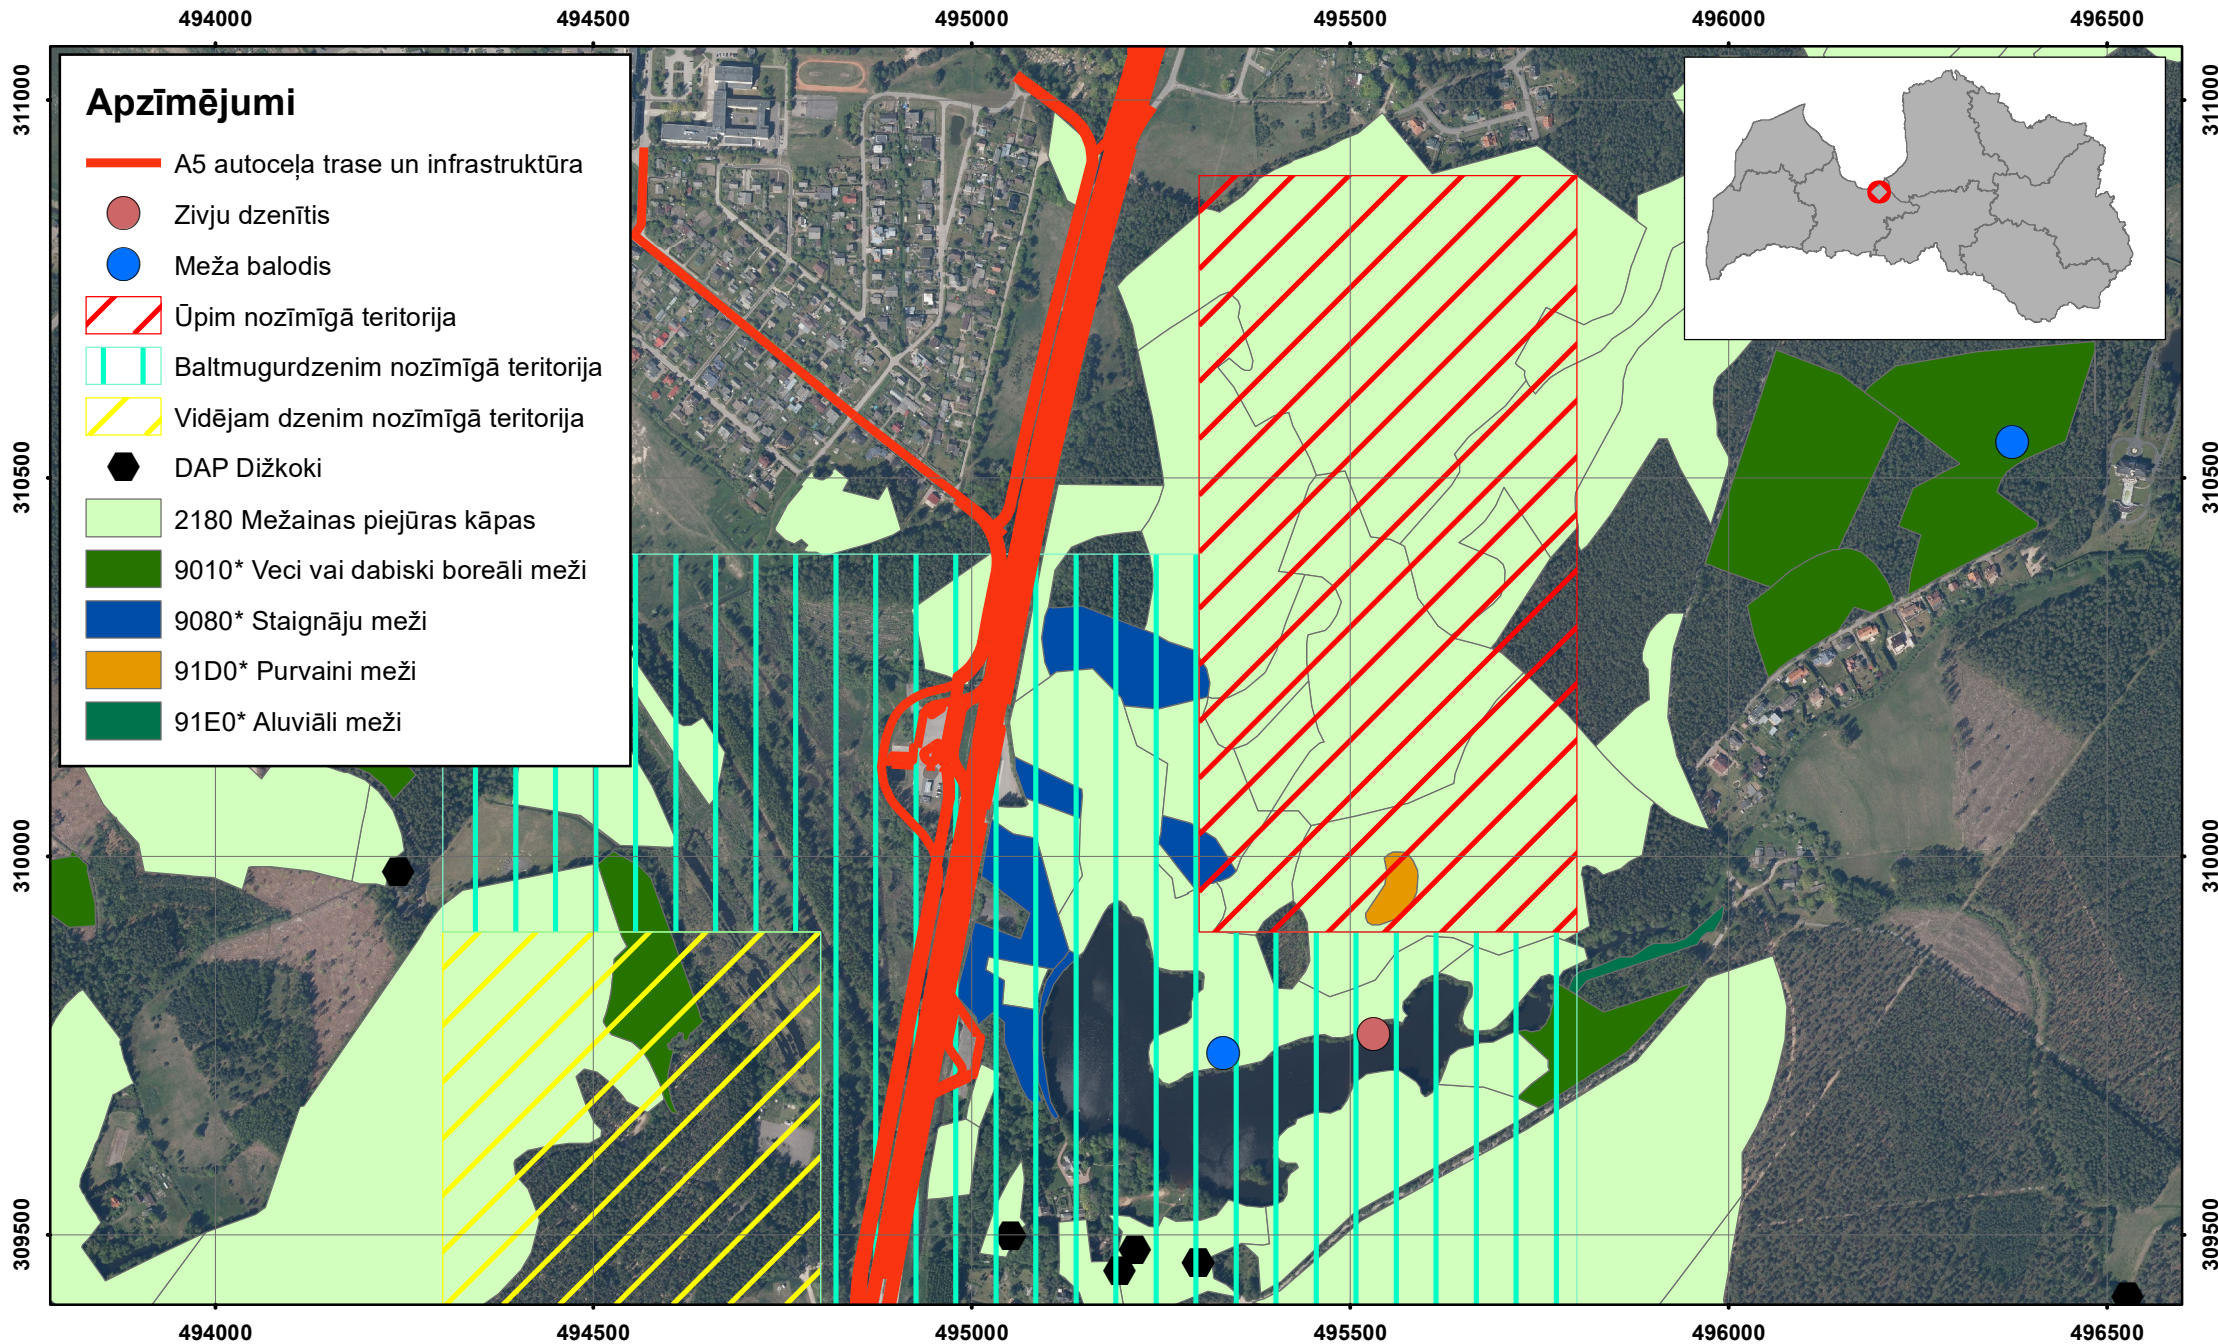 494000 494500 495000 495500 496000 496500
311000 311000
Apzīmējumi
A5 autoceļa trase un infrastruktūra
Zivju dzenītis
Meža balodis
Ūpim nozīmīgā teritorija
Baltmugurdzenim nozīmīgā teritorija
Vidējam dzenim nozīmīgā teritorija
DAP Dižkoki
2180 Mežainas piejūras kāpas
9010* Veci vai dabiski boreāli meži
9080* Staignāju meži
91D0* Purvaini meži
91E0* Aluviāli meži
310500 310500
310000 310000
309500 309500
494000 494500 495000 495500 496000 496500